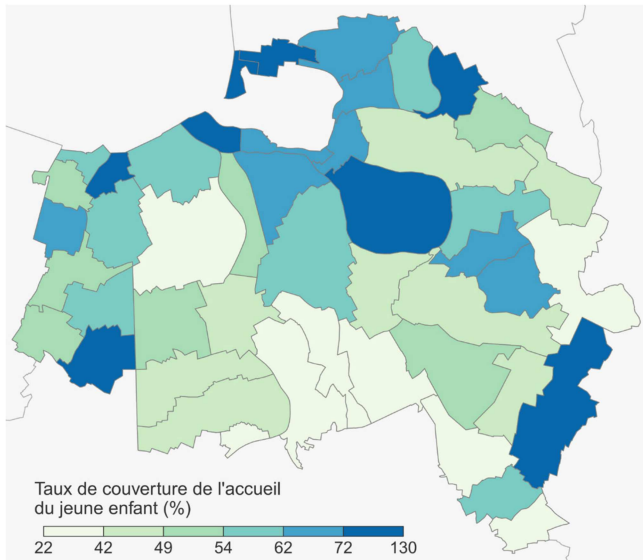 Taux de couverture de l'accueil
du jeune enfant (%)
22 42 49 54 62 72 130